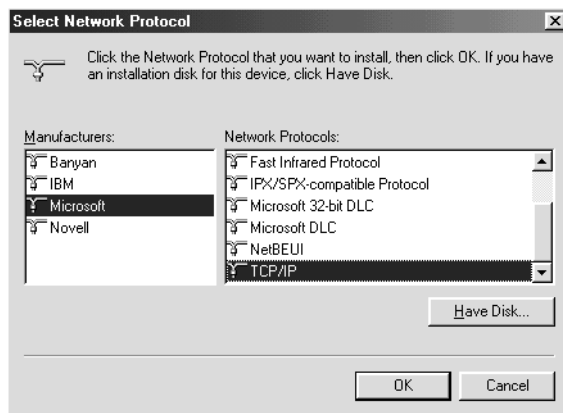 Select Network Protocol
Click the Network Protocol that you want to install, then click OK. If you have
an installation disk for this device, click Have Disk.
Manufacturers:
Banyan
IBM
Microsoft
Novell
Network Protocols:
Fast Infrared Protocol
IPX/SPX-compatible Protocol
Microsoft 32-bit DLC
Microsoft DLC
NetBEUI
TCP/IP
Have Disk...
OK
Cancel